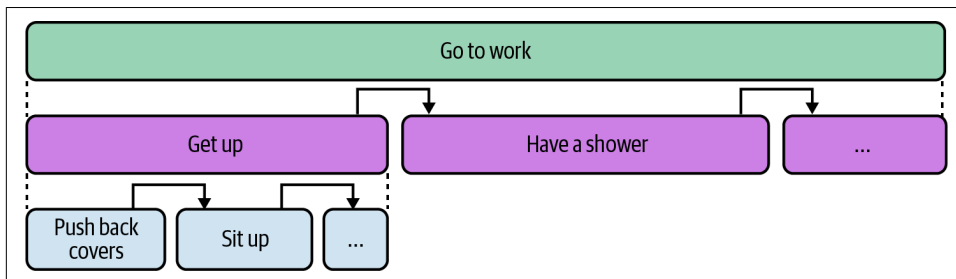 Go to work
Get up
Have a shower
...
Push back
covers
Sit up
...